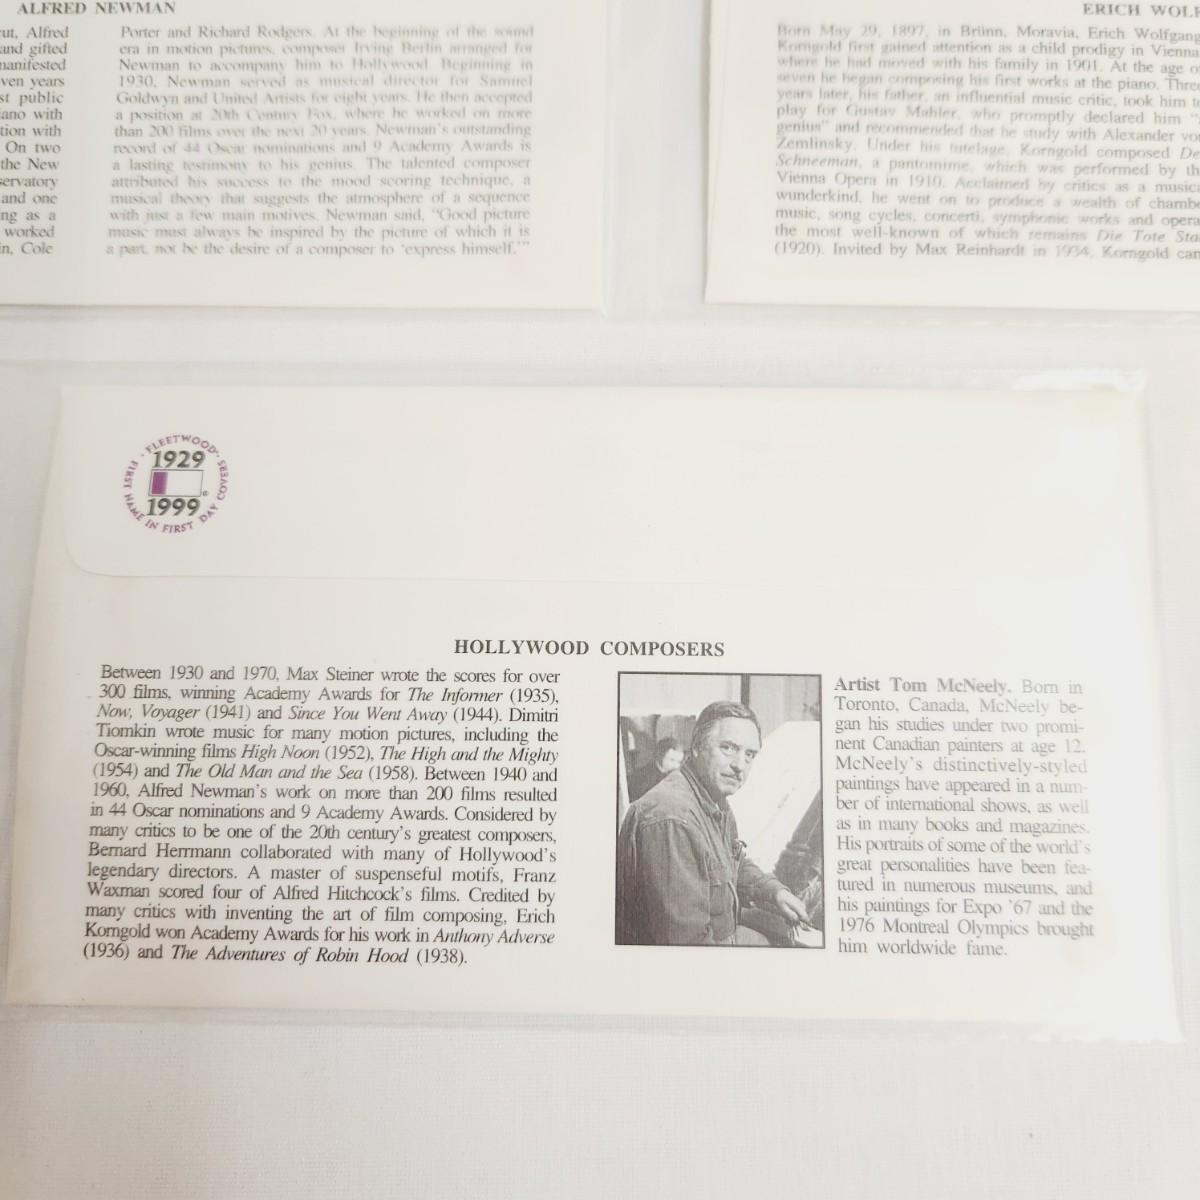 ALFRED NEWMAN
ut, Alfred
and gifted
manifested
ven years
st public
iano with
tion with
On two
the New
servatory
and one
ng as a
worked
in, Cole
Porter and Richard Rodgers. At the beginning of the sound
era in motion pictures, composer Irving Berlin arranged for
Newman to accompany him to Hollywood. Beginning in
1930, Newman served as musical director for Samuel
Goldwyn and United Artists for eight years. He then accepted
a position at 20th Century Fox, where he worked on more
than 200 films over the next 20 years. Newman's outstanding
record of 44 Oscar nominations and 9 Academy Awards is
a lasting testimony to his genius. The talented composer
attributed his success to the mood scoring technique, a
musical theory that suggests the atmosphere of a sequence
with just a few main motives. Newman said, "Good picture
music must always be inspired by the picture of which it is
a part, not be the desire of a composer to 'express himself.'"
ERICH WOLF
Born May 29, 1897, in Brünn, Moravia, Erich Wolfgang
Korngold first gained attention as a child prodigy in Vienna
where he had moved with his family in 1901. At the age of
seven he began composing his first works at the piano. Three
years later, his father, an influential music critic, took him to
play for Gustav Mahler, who promptly declared him "a
genius" and recommended that he study with Alexander von
Zemlinsky. Under his tutelage, Korngold composed De
Schneeman, a pantomime, which was performed by th
Vienna Opera in 1910. Acclaimed by critics as a musica
wunderkind, he went on to produce a wealth of chambe
music, song cycles, concerti, symphonic works and opera
the most well-known of which remains Die Tote Sta
(1920). Invited by Max Reinhardt in 1934, Korngold cam
FLEETWOOD
1929
1999
FIRST NAME IN FIRST DAY COVERS
HOLLYWOOD COMPOSERS
Between 1930 and 1970, Max Steiner wrote the scores for over
300 films, winning Academy Awards for The Informer (1935),
Now, Voyager (1941) and Since You Went Away (1944). Dimitri
Tiomkin wrote music for many motion pictures, including the
Oscar-winning films High Noon (1952), The High and the Mighty
(1954) and The Old Man and the Sea (1958). Between 1940 and
1960, Alfred Newman's work on more than 200 films resulted
in 44 Oscar nominations and 9 Academy Awards. Considered by
many critics to be one of the 20th century's greatest composers,
Bernard Herrmann collaborated with many of Hollywood's
legendary directors. A master of suspenseful motifs, Franz
Waxman scored four of Alfred Hitchcock's films. Credited by
many critics with inventing the art of film composing, Erich
Korngold won Academy Awards for his work in Anthony Adverse
(1936) and The Adventures of Robin Hood (1938).
Artist Tom McNeely. Born in
Toronto, Canada, McNeely be-
gan his studies under two promi-
nent Canadian painters at age 12.
McNeely's distinctively-styled
paintings have appeared in a num-
ber of international shows, as well
as in many books and magazines.
His portraits of some of the world's
great personalities have been fea-
tured in numerous museums, and
his paintings for Expo '67 and the
1976 Montreal Olympics brought
him worldwide fame.